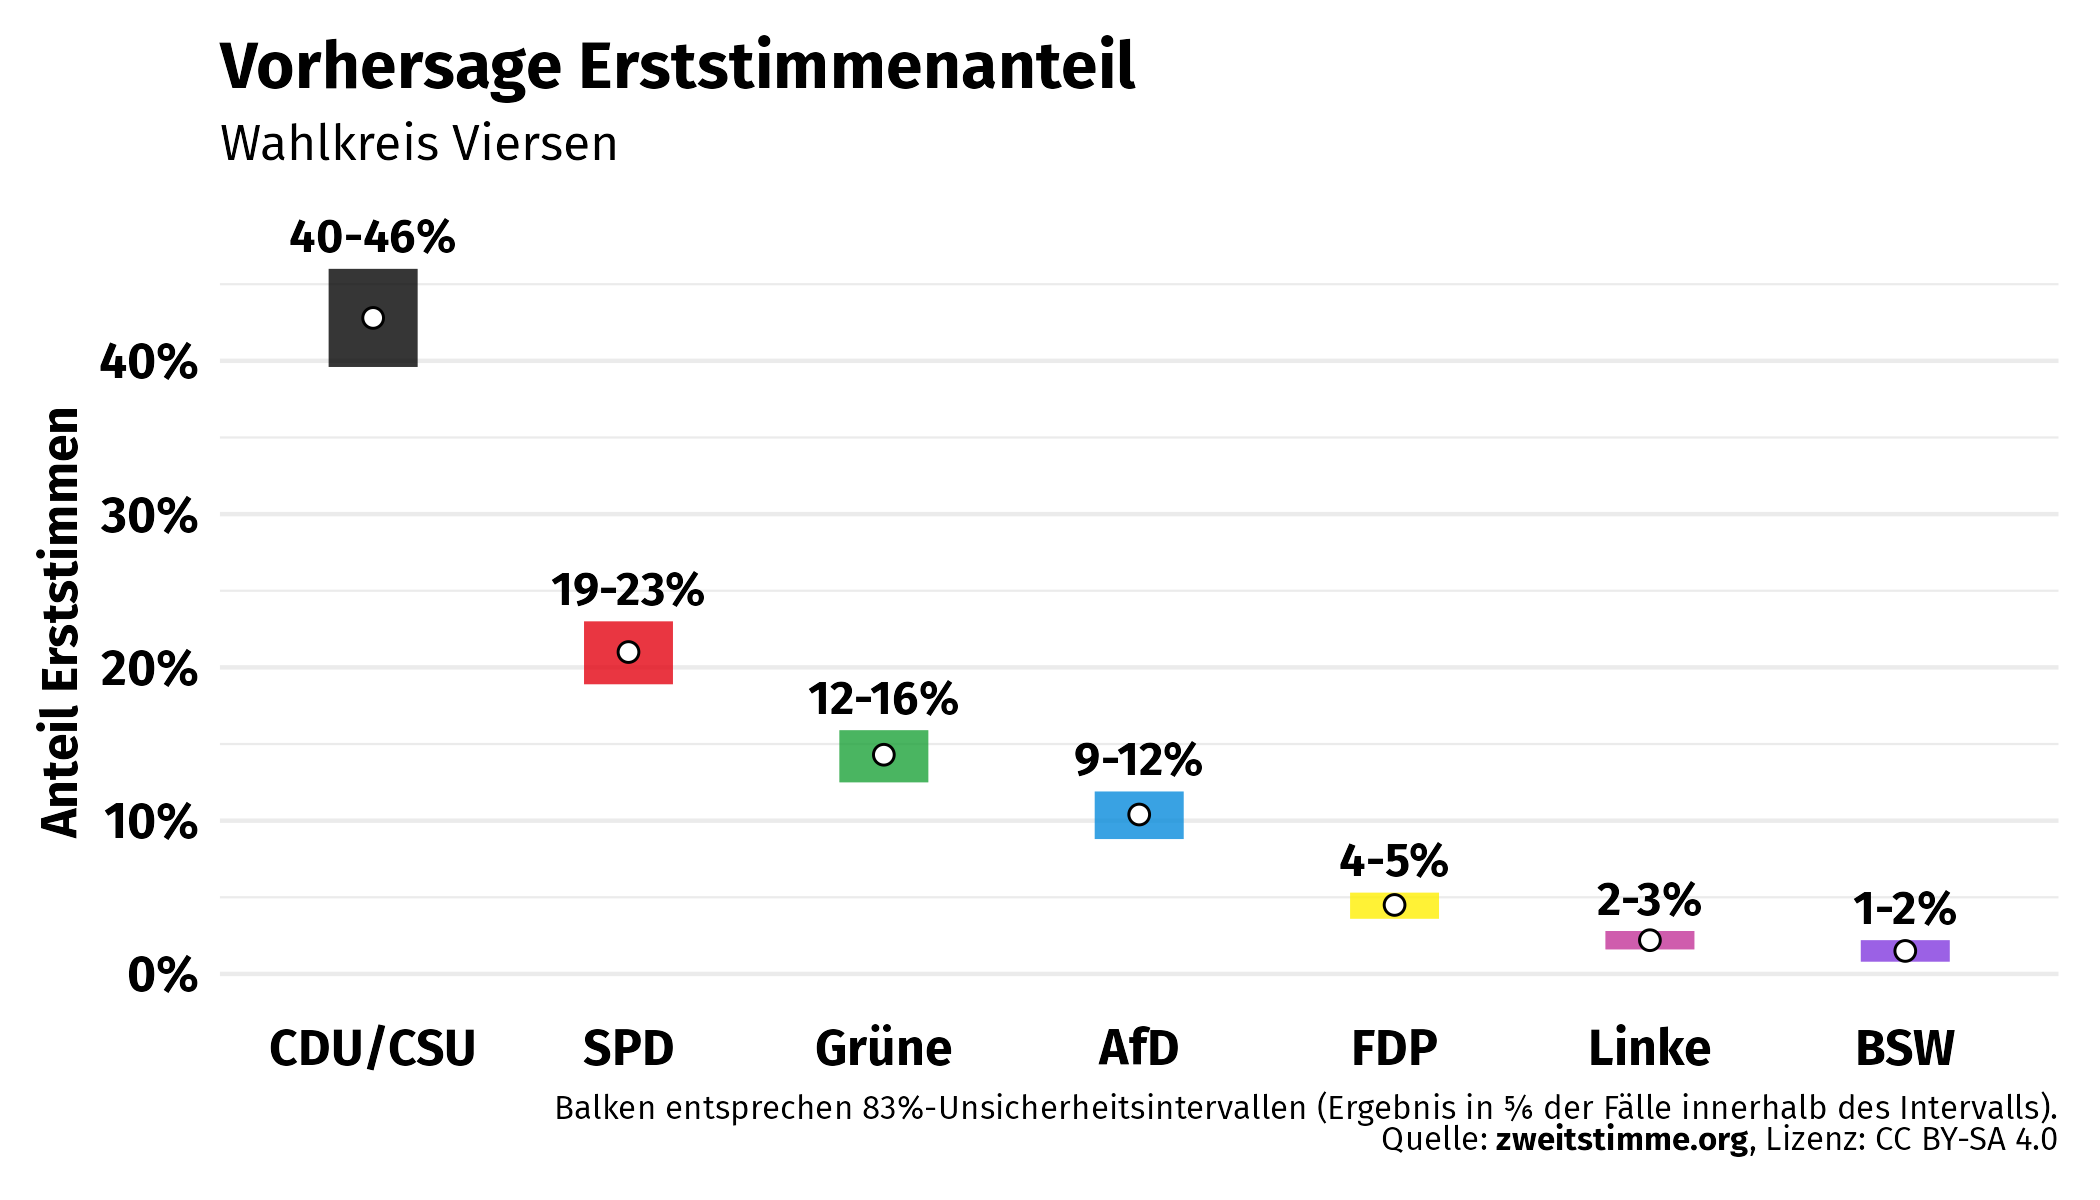 Vorhersage Erststimmenanteil
Wahlkreis Viersen
40-46%
40%
30%
19-23%
20%
12-16%
9-12%
10%
4-5%
2-3%
1-2%
0%
Anteil Erststimmen
CDU/CSU SPD Grüne AfD FDP Linke BSW
Balken entsprechen 83%-Unsicherheitsintervallen (Ergebnis in ⅚ der Fälle innerhalb des Intervalls).
Quelle: zweitstimme.org, Lizenz: CC BY-SA 4.0